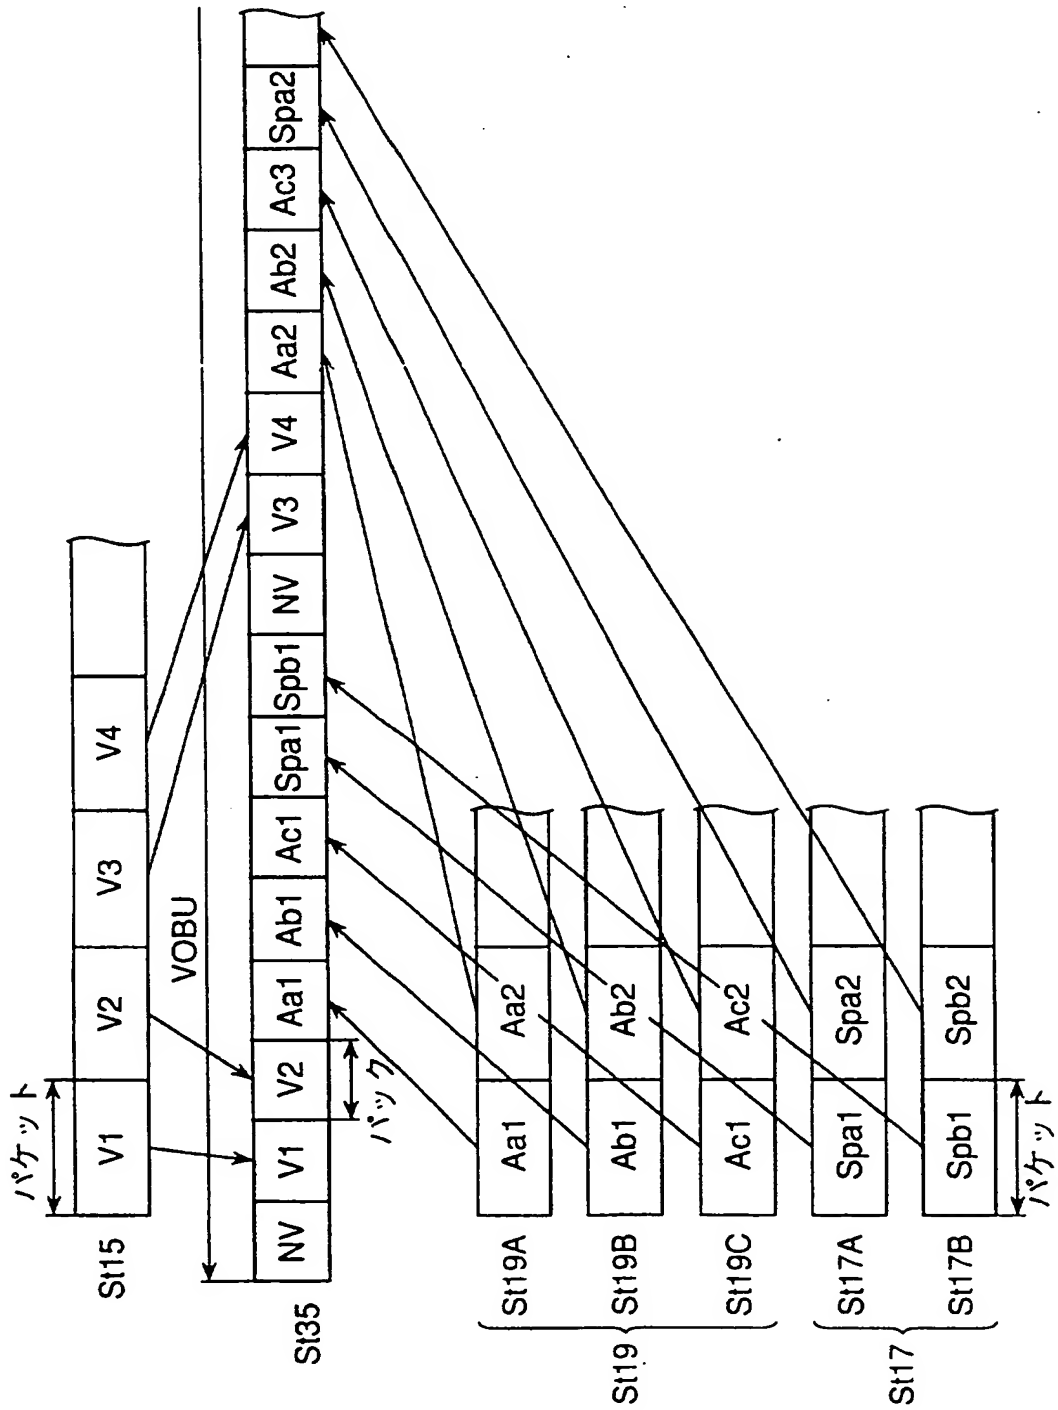 パケット
St15 V1 V2 V3 V4
VOBU
St35 NV V1 V2 Aa1 Ab1 Ac1 Spa1 Spb1 NV V3 V4 Aa2 Ab2 Ac3 Spa2
パック
St19
St19A Aa1 Aa2
St19B Ab1 Ab2
St19C Ac1 Ac2
St17
St17A Spa1 Spa2
St17B Spb1 Spb2
パケット